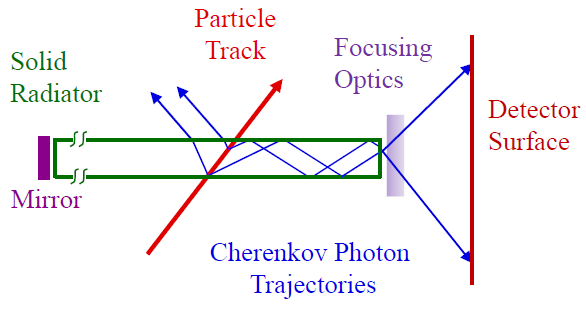 Particle
Track
Solid
Radiator
Focusing
Optics
Detector
Surface
Mirror
Cherenkov Photon
Trajectories